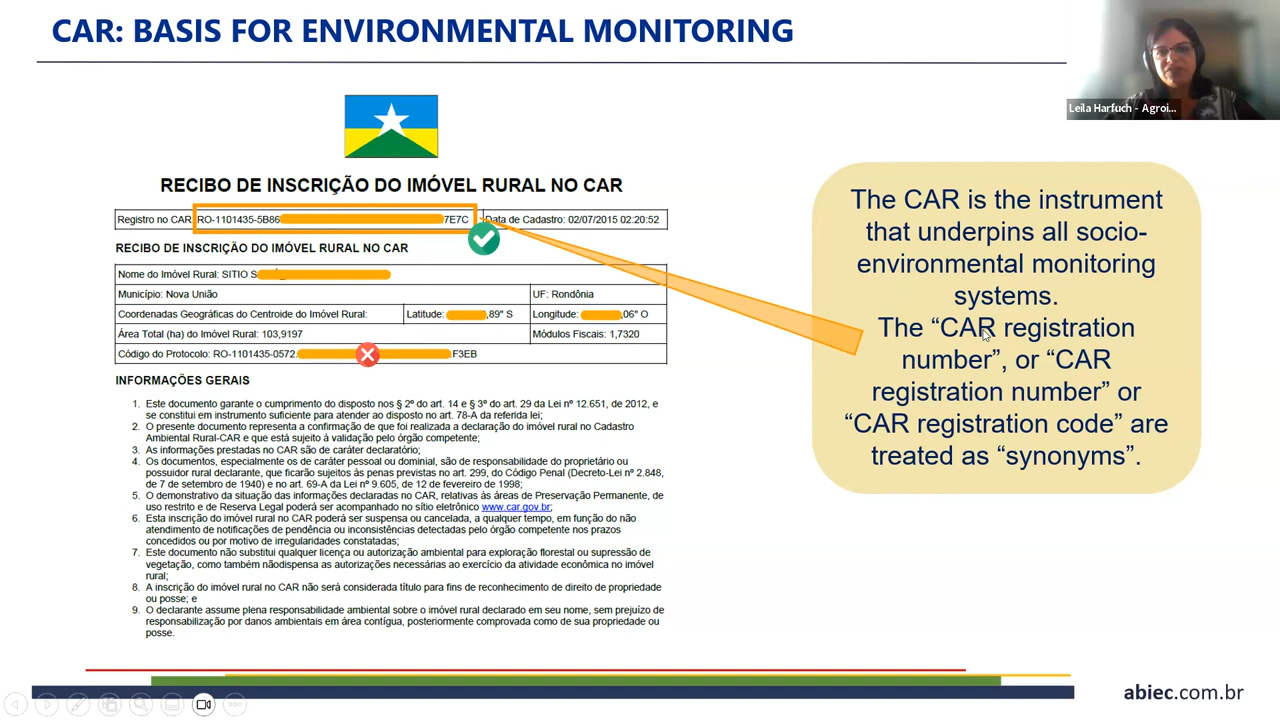 CAR: BASIS FOR ENVIRONMENTAL MONITORING
Leila Harfuch - Agroi...
RECIBO DE INSCRIÇÃO DO IMÓVEL RURAL NO CAR
Registro no CAR: RO-1101435-5B86 7E7C Data de Cadastro: 02/07/2015 02:20:52
RECIBO DE INSCRIÇÃO DO IMÓVEL RURAL NO CAR
Nome do Imóvel Rural: SITIO S
Município: Nova União UF: Rondônia
Coordenadas Geográficas do Centroide do Imóvel Rural: Latitude: ,89" S Longitude: ,06" O
Área Total (ha) do Imóvel Rural: 103,9197 Módulos Fiscais: 1,7320
Código do Protocolo: RO-1101435-0572. F3EB
INFORMAÇÕES GERAIS
1. Este documento garante o cumprimento do disposto nos § 2º do art. 14 e § 3º do art. 29 da Lei nº 12.651, de 2012, e
se constitui em instrumento suficiente para atender ao disposto no art. 78-A da referida lei;
2. O presente documento representa a confirmação de que foi realizada a declaração do imóvel rural no Cadastro
Ambiental Rural-CAR e que está sujeito à validação pelo órgão competente;
3. As informações prestadas no CAR são de caráter declaratório;
4. Os documentos, especialmente os de caráter pessoal ou dominial, são de responsabilidade do proprietário ou
possuidor rural declarante, que ficarão sujeitos às penas previstas no art. 299, do Código Penal (Decreto-Lei nº 2.848,
de 7 de setembro de 1940) e no art. 69-A da Lei nº 9.605, de 12 de fevereiro de 1998;
5. O demonstrativo da situação das informações declaradas no CAR, relativas às áreas de Preservação Permanente, de
uso restrito e de Reserva Legal poderá ser acompanhado no sítio eletrônico www.car.gov.br;
6. Esta inscrição do imóvel rural no CAR poderá ser suspensa ou cancelada, a qualquer tempo, em função do não
atendimento de notificações de pendência ou inconsistências detectadas pelo órgão competente nos prazos
concedidos ou por motivo de irregularidades constatadas;
7. Este documento não substitui qualquer licença ou autorização ambiental para exploração florestal ou supressão de
vegetação, como também nãodispensa as autorizações necessárias ao exercício da atividade econômica no imóvel
rural;
8. A inscrição do imóvel rural no CAR não será considerada título para fins de reconhecimento de direito de propriedade
ou posse; e
9. O declarante assume plena responsabilidade ambiental sobre o imóvel rural declarado em seu nome, sem prejuízo de
responsabilização por danos ambientais em área contígua, posteriormente comprovada como de sua propriedade ou
posse.
The CAR is the instrument
that underpins all socio-
environmental monitoring
systems.
The “CAR registration
number”, or “CAR
registration number” or
“CAR registration code” are
treated as “synonyms”.
abiec.com.br